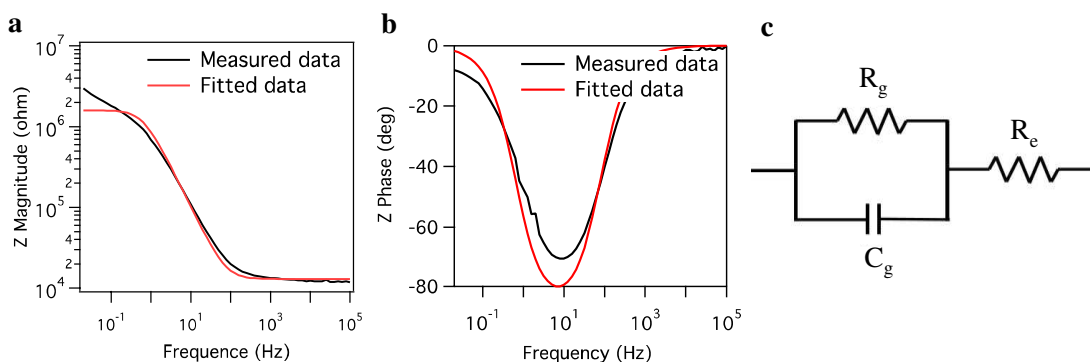 a
10^7
4
2
10^6
4
2
10^5
4
2
10^4
Z Magnitude (ohm)
Measured data
Fitted data
10^-1
10^1
10^3
10^5
Frequence (Hz)
b
0
-20
-40
-60
-80
Z Phase (deg)
Measured data
Fitted data
10^-1
10^1
10^3
10^5
Frequency (Hz)
c
R_g
R_e
C_g